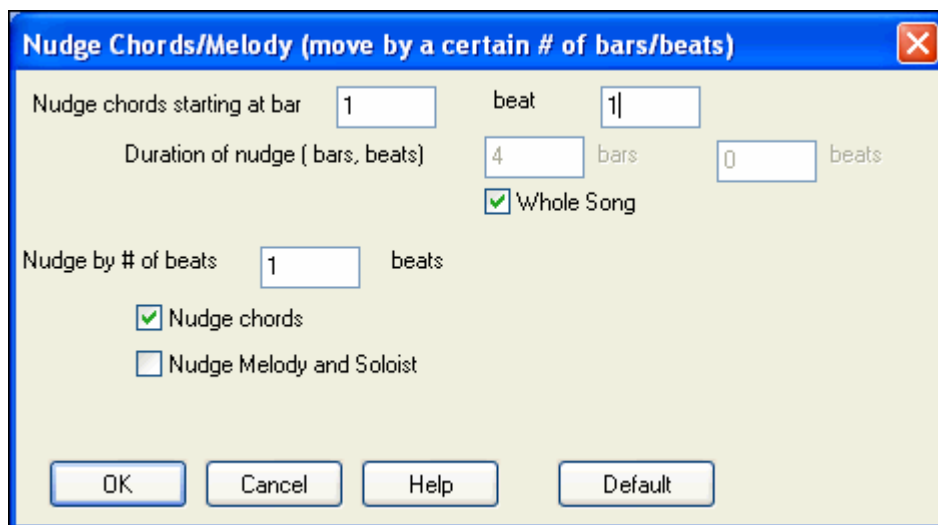 Nudge Chords/Melody (move by a certain # of bars/beats)
Nudge chords starting at bar 1 beat 1
Duration of nudge ( bars, beats) 4 bars 0 beats
Whole Song
Nudge by # of beats 1 beats
Nudge chords
Nudge Melody and Soloist
OK Cancel Help Default